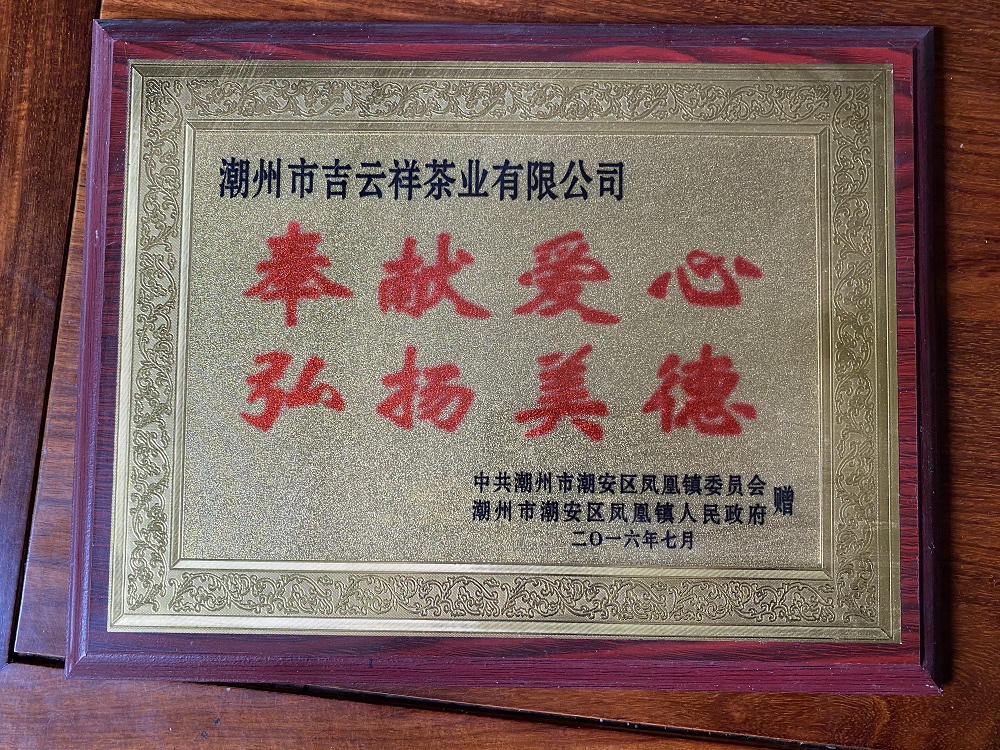 潮州市吉云祥茶业有限公司
奉献爱心
弘扬美德
中共潮州市潮安区凤凰镇委员会
潮州市潮安区凤凰镇人民政府 赠
二〇一六年七月